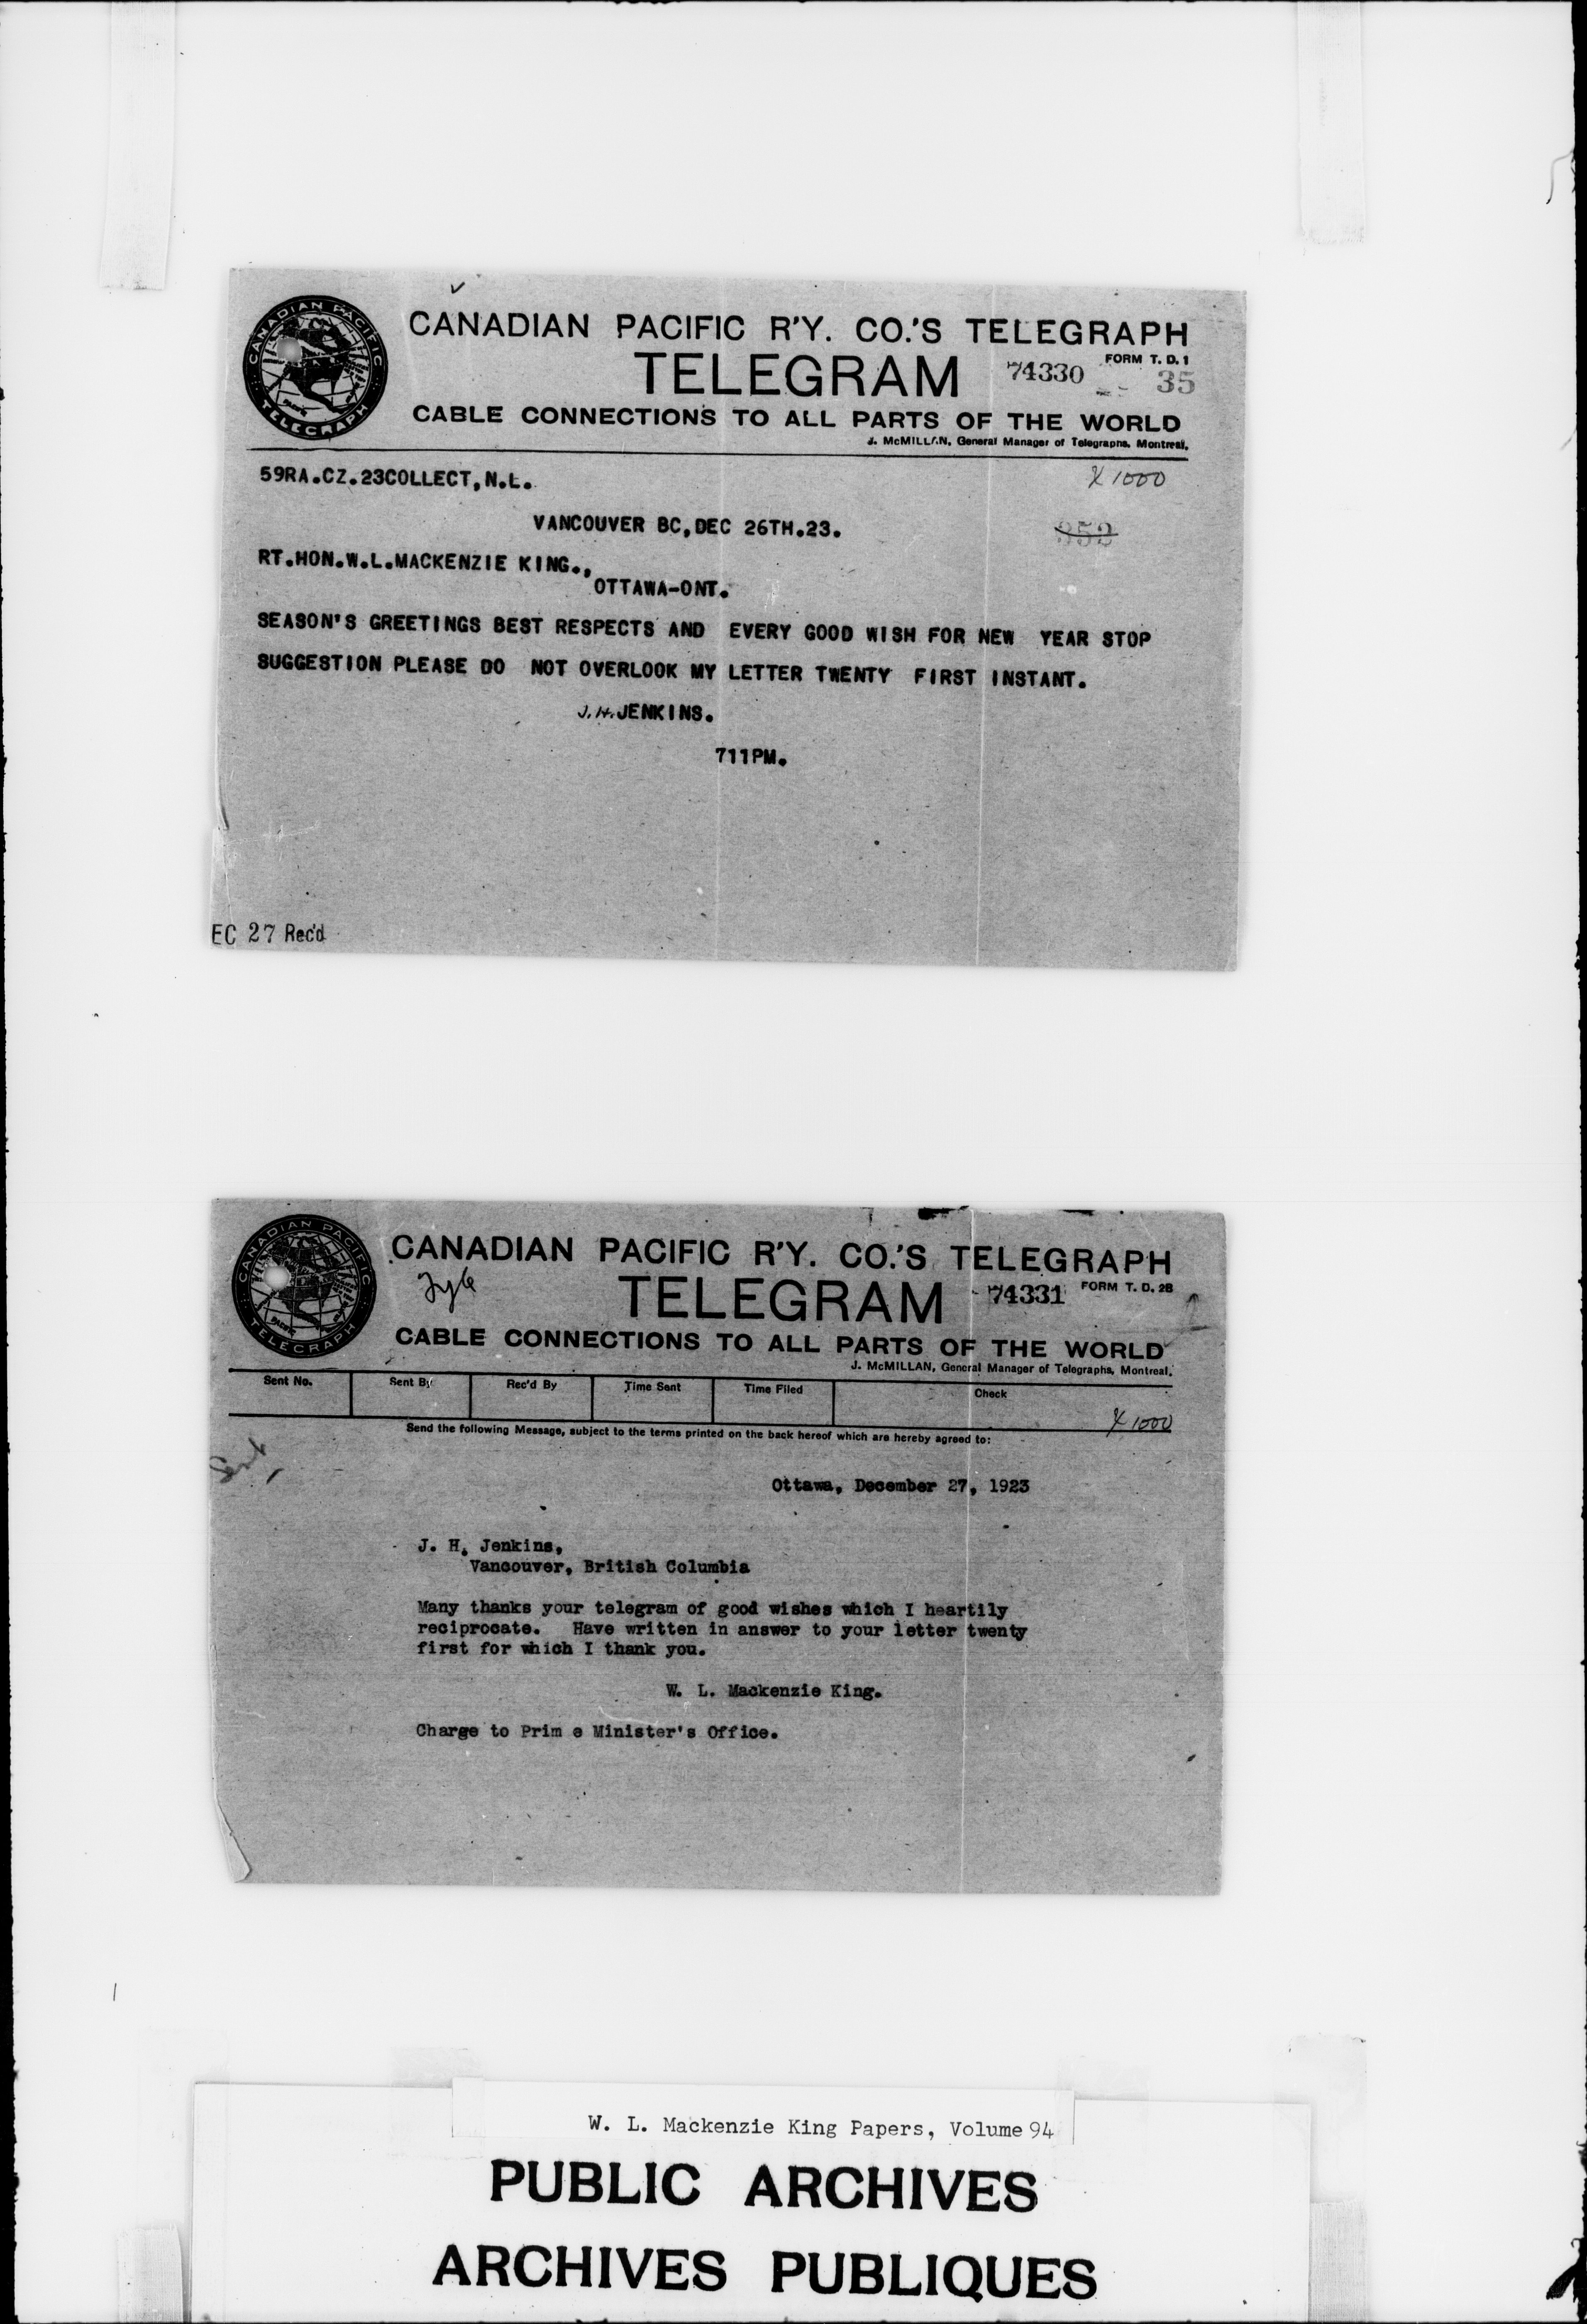 CANADIAN PACIFIC R'Y. CO.'S TELEGRAPH
TELEGRAM
74330
FORM T. D. 1
35
CABLE CONNECTIONS TO ALL PARTS OF THE WORLD
J. McMILLAN, General Manager of Telegraphs, Montreal.
CANADIAN PACIFIC
TELEGRAPH
59RA.CZ.23COLLECT,N.L.
X 1000
VANCOUVER BC,DEC 26TH.23.
352
RT.HON.W.L.MACKENZIE KING.,
OTTAWA-ONT.
SEASON'S GREETINGS BEST RESPECTS AND EVERY GOOD WISH FOR NEW YEAR STOP
SUGGESTION PLEASE DO NOT OVERLOOK MY LETTER TWENTY FIRST INSTANT.
J.H.JENKINS.
711PM.
EC 27 Rec'd
CANADIAN PACIFIC R'Y. CO.'S TELEGRAPH
TELEGRAM
74331
FORM T. D. 2B
CABLE CONNECTIONS TO ALL PARTS OF THE WORLD
J. McMILLAN, General Manager of Telegraphs, Montreal.
CANADIAN PACIFIC
TELEGRAPH
Sent No. Sent By Rec'd By Time Sent Time Filed Check
X 1000
Send the following Message, subject to the terms printed on the back hereof which are hereby agreed to:
Sent
Ottawa, December 27, 1923
J. H. Jenkins,
Vancouver, British Columbia
Many thanks your telegram of good wishes which I heartily
reciprocate. Have written in answer to your letter twenty
first for which I thank you.
W. L. Mackenzie King.
Charge to Prim e Minister's Office.
W. L. Mackenzie King Papers, Volume 94
PUBLIC ARCHIVES
ARCHIVES PUBLIQUES